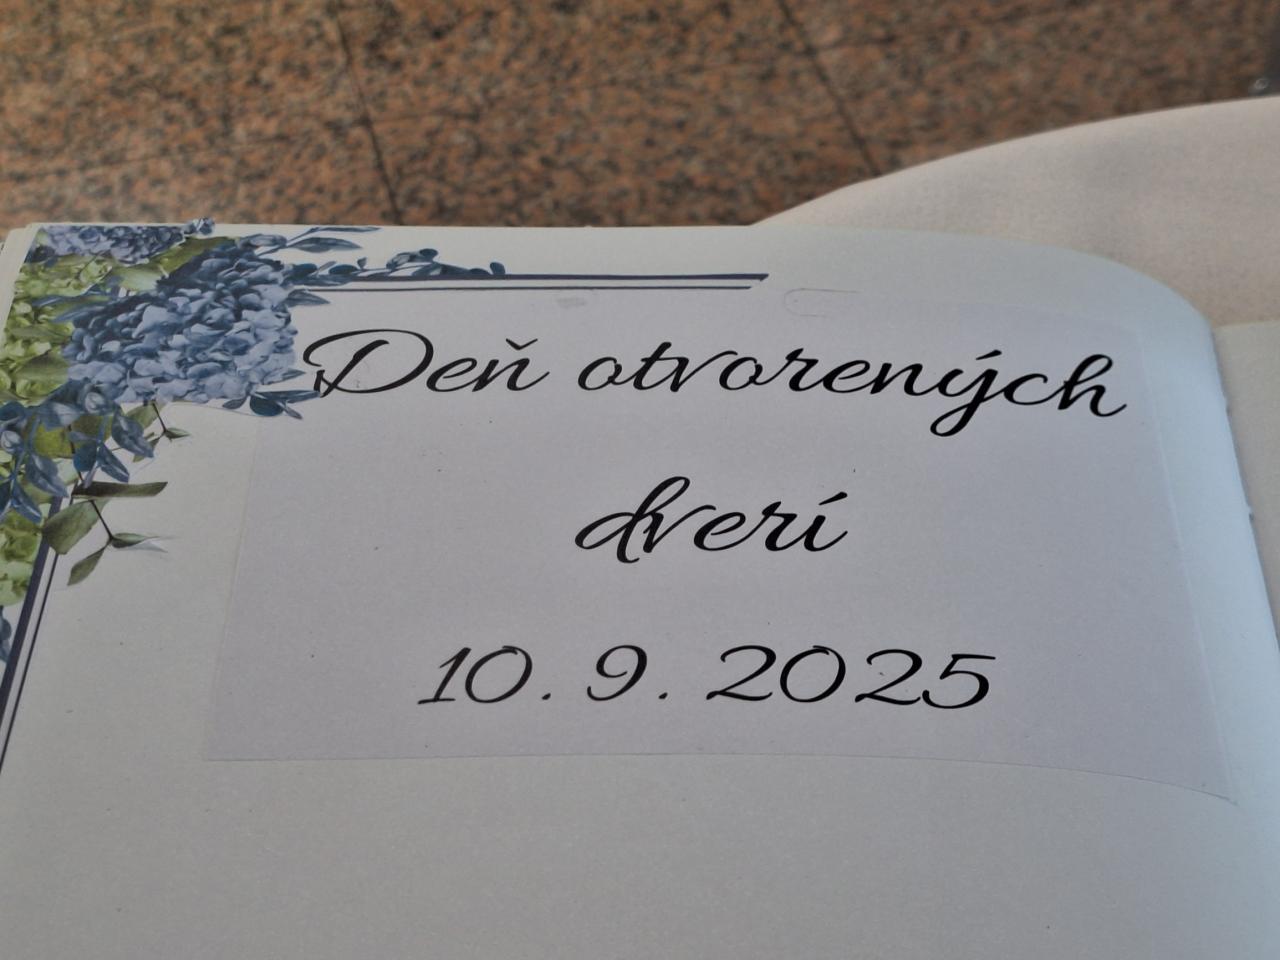 Deň otvorených
dverí
10. 9. 2025